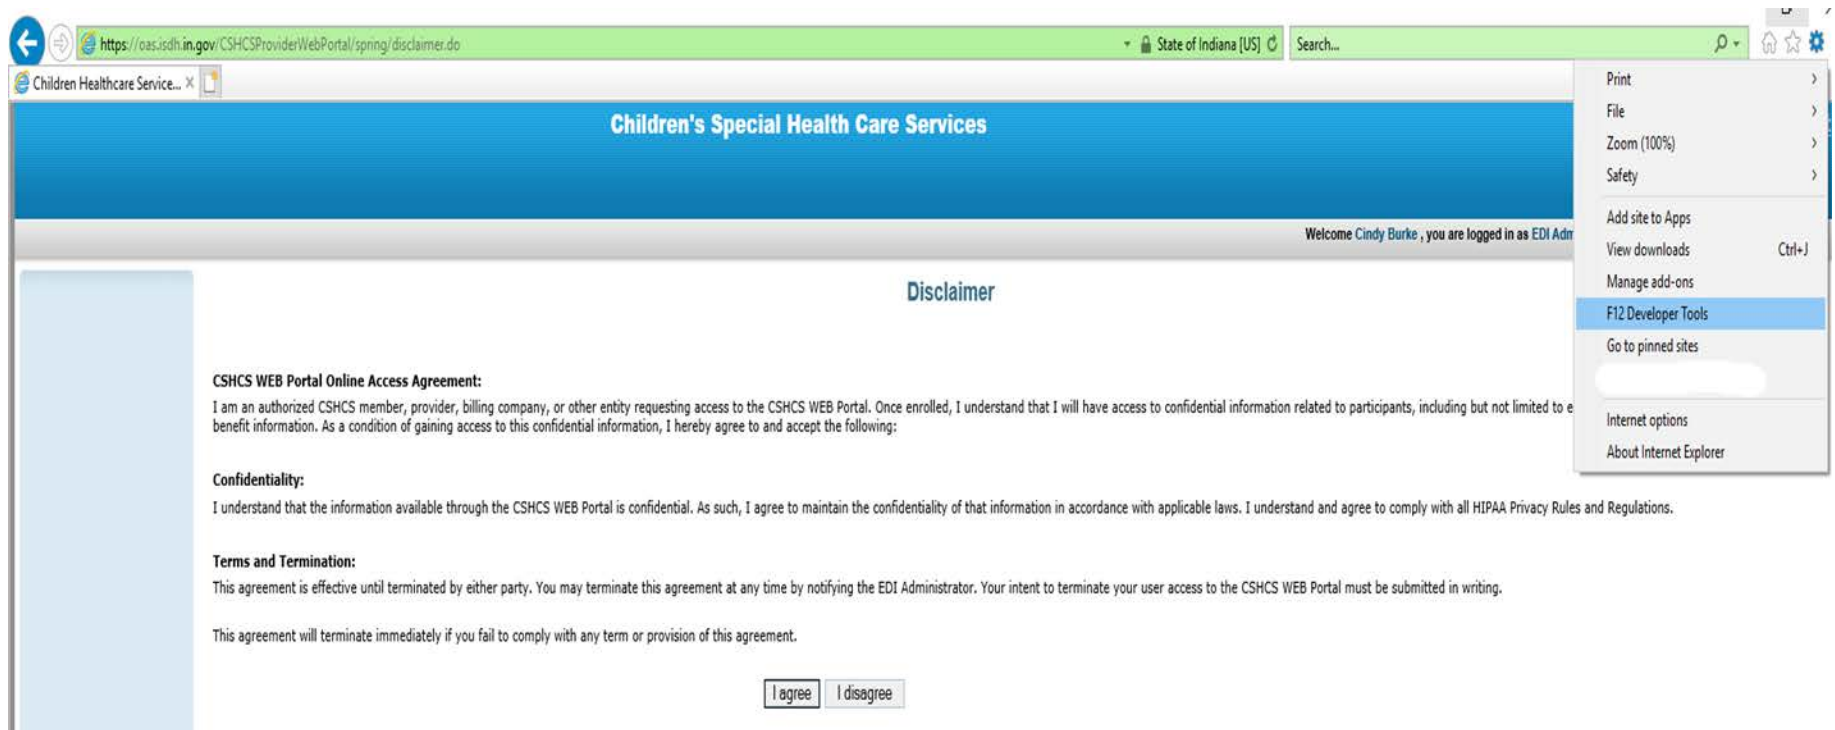 https://oas.isdh.in.gov/CSHCSProviderWebPortal/spring/disclaimer.do
State of Indiana [US]
Search...
Children Healthcare Service...
Children's Special Health Care Services
Welcome Cindy Burke , you are logged in as EDI Adm
Print
File
Zoom (100%)
Safety
Add site to Apps
View downloads Ctrl+J
Manage add-ons
F12 Developer Tools
Go to pinned sites
Internet options
About Internet Explorer
Disclaimer
CSHCS WEB Portal Online Access Agreement:
I am an authorized CSHCS member, provider, billing company, or other entity requesting access to the CSHCS WEB Portal. Once enrolled, I understand that I will have access to confidential information related to participants, including but not limited to e
benefit information. As a condition of gaining access to this confidential information, I hereby agree to and accept the following:
Confidentiality:
I understand that the information available through the CSHCS WEB Portal is confidential. As such, I agree to maintain the confidentiality of that information in accordance with applicable laws. I understand and agree to comply with all HIPAA Privacy Rules and Regulations.
Terms and Termination:
This agreement is effective until terminated by either party. You may terminate this agreement at any time by notifying the EDI Administrator. Your intent to terminate your user access to the CSHCS WEB Portal must be submitted in writing.
This agreement will terminate immediately if you fail to comply with any term or provision of this agreement.
I agree
I disagree